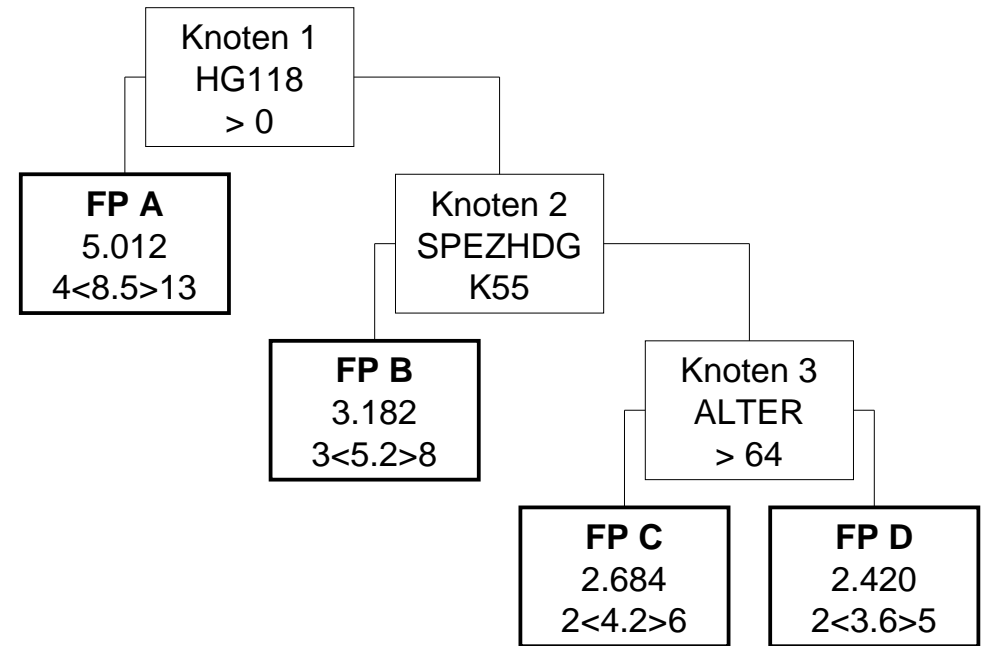 Knoten 1
HG118
> 0
FP A
5.012
4<8.5>13
Knoten 2
SPEZHDG
K55
FP B
3.182
3<5.2>8
Knoten 3
ALTER
> 64
FP C
2.684
2<4.2>6
FP D
2.420
2<3.6>5